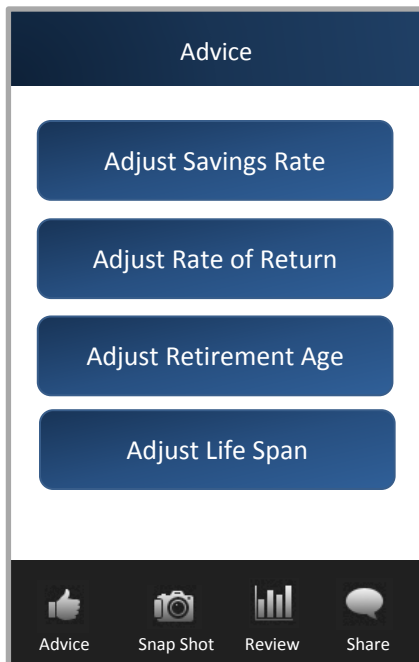 Advice
Adjust Savings Rate
Adjust Rate of Return
Adjust Retirement Age
Adjust Life Span
Advice Snap Shot Review Share